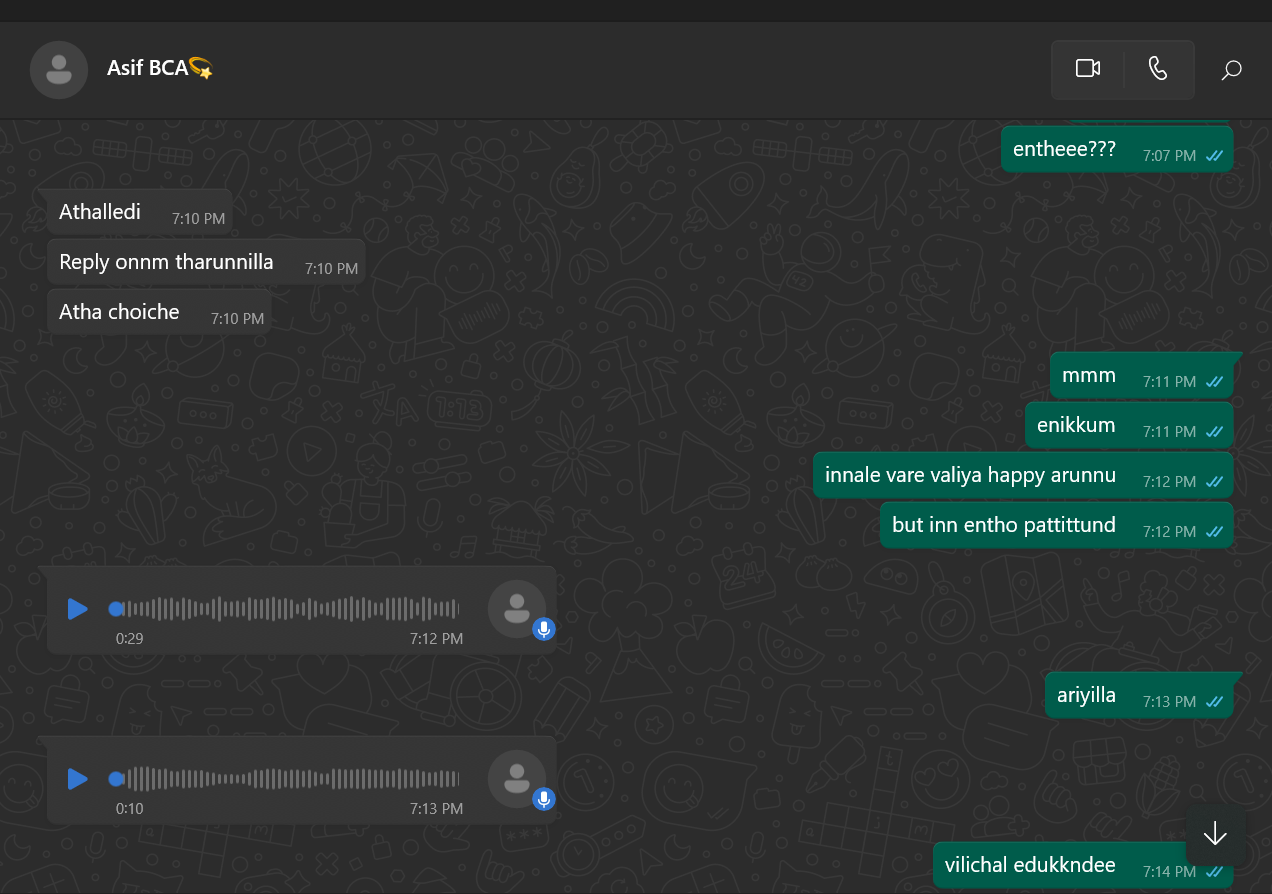 Asif BCA💫
entheee??? 7:07 PM
Athalledi 7:10 PM
Reply onnm tharunnilla 7:10 PM
Atha choiche 7:10 PM
mmm 7:11 PM
enikkum 7:11 PM
innale vare valiya happy arunnu 7:12 PM
but inn entho pattittund 7:12 PM
0:29 7:12 PM
ariyilla 7:13 PM
0:10 7:13 PM
vilichal edukkndee 7:14 PM